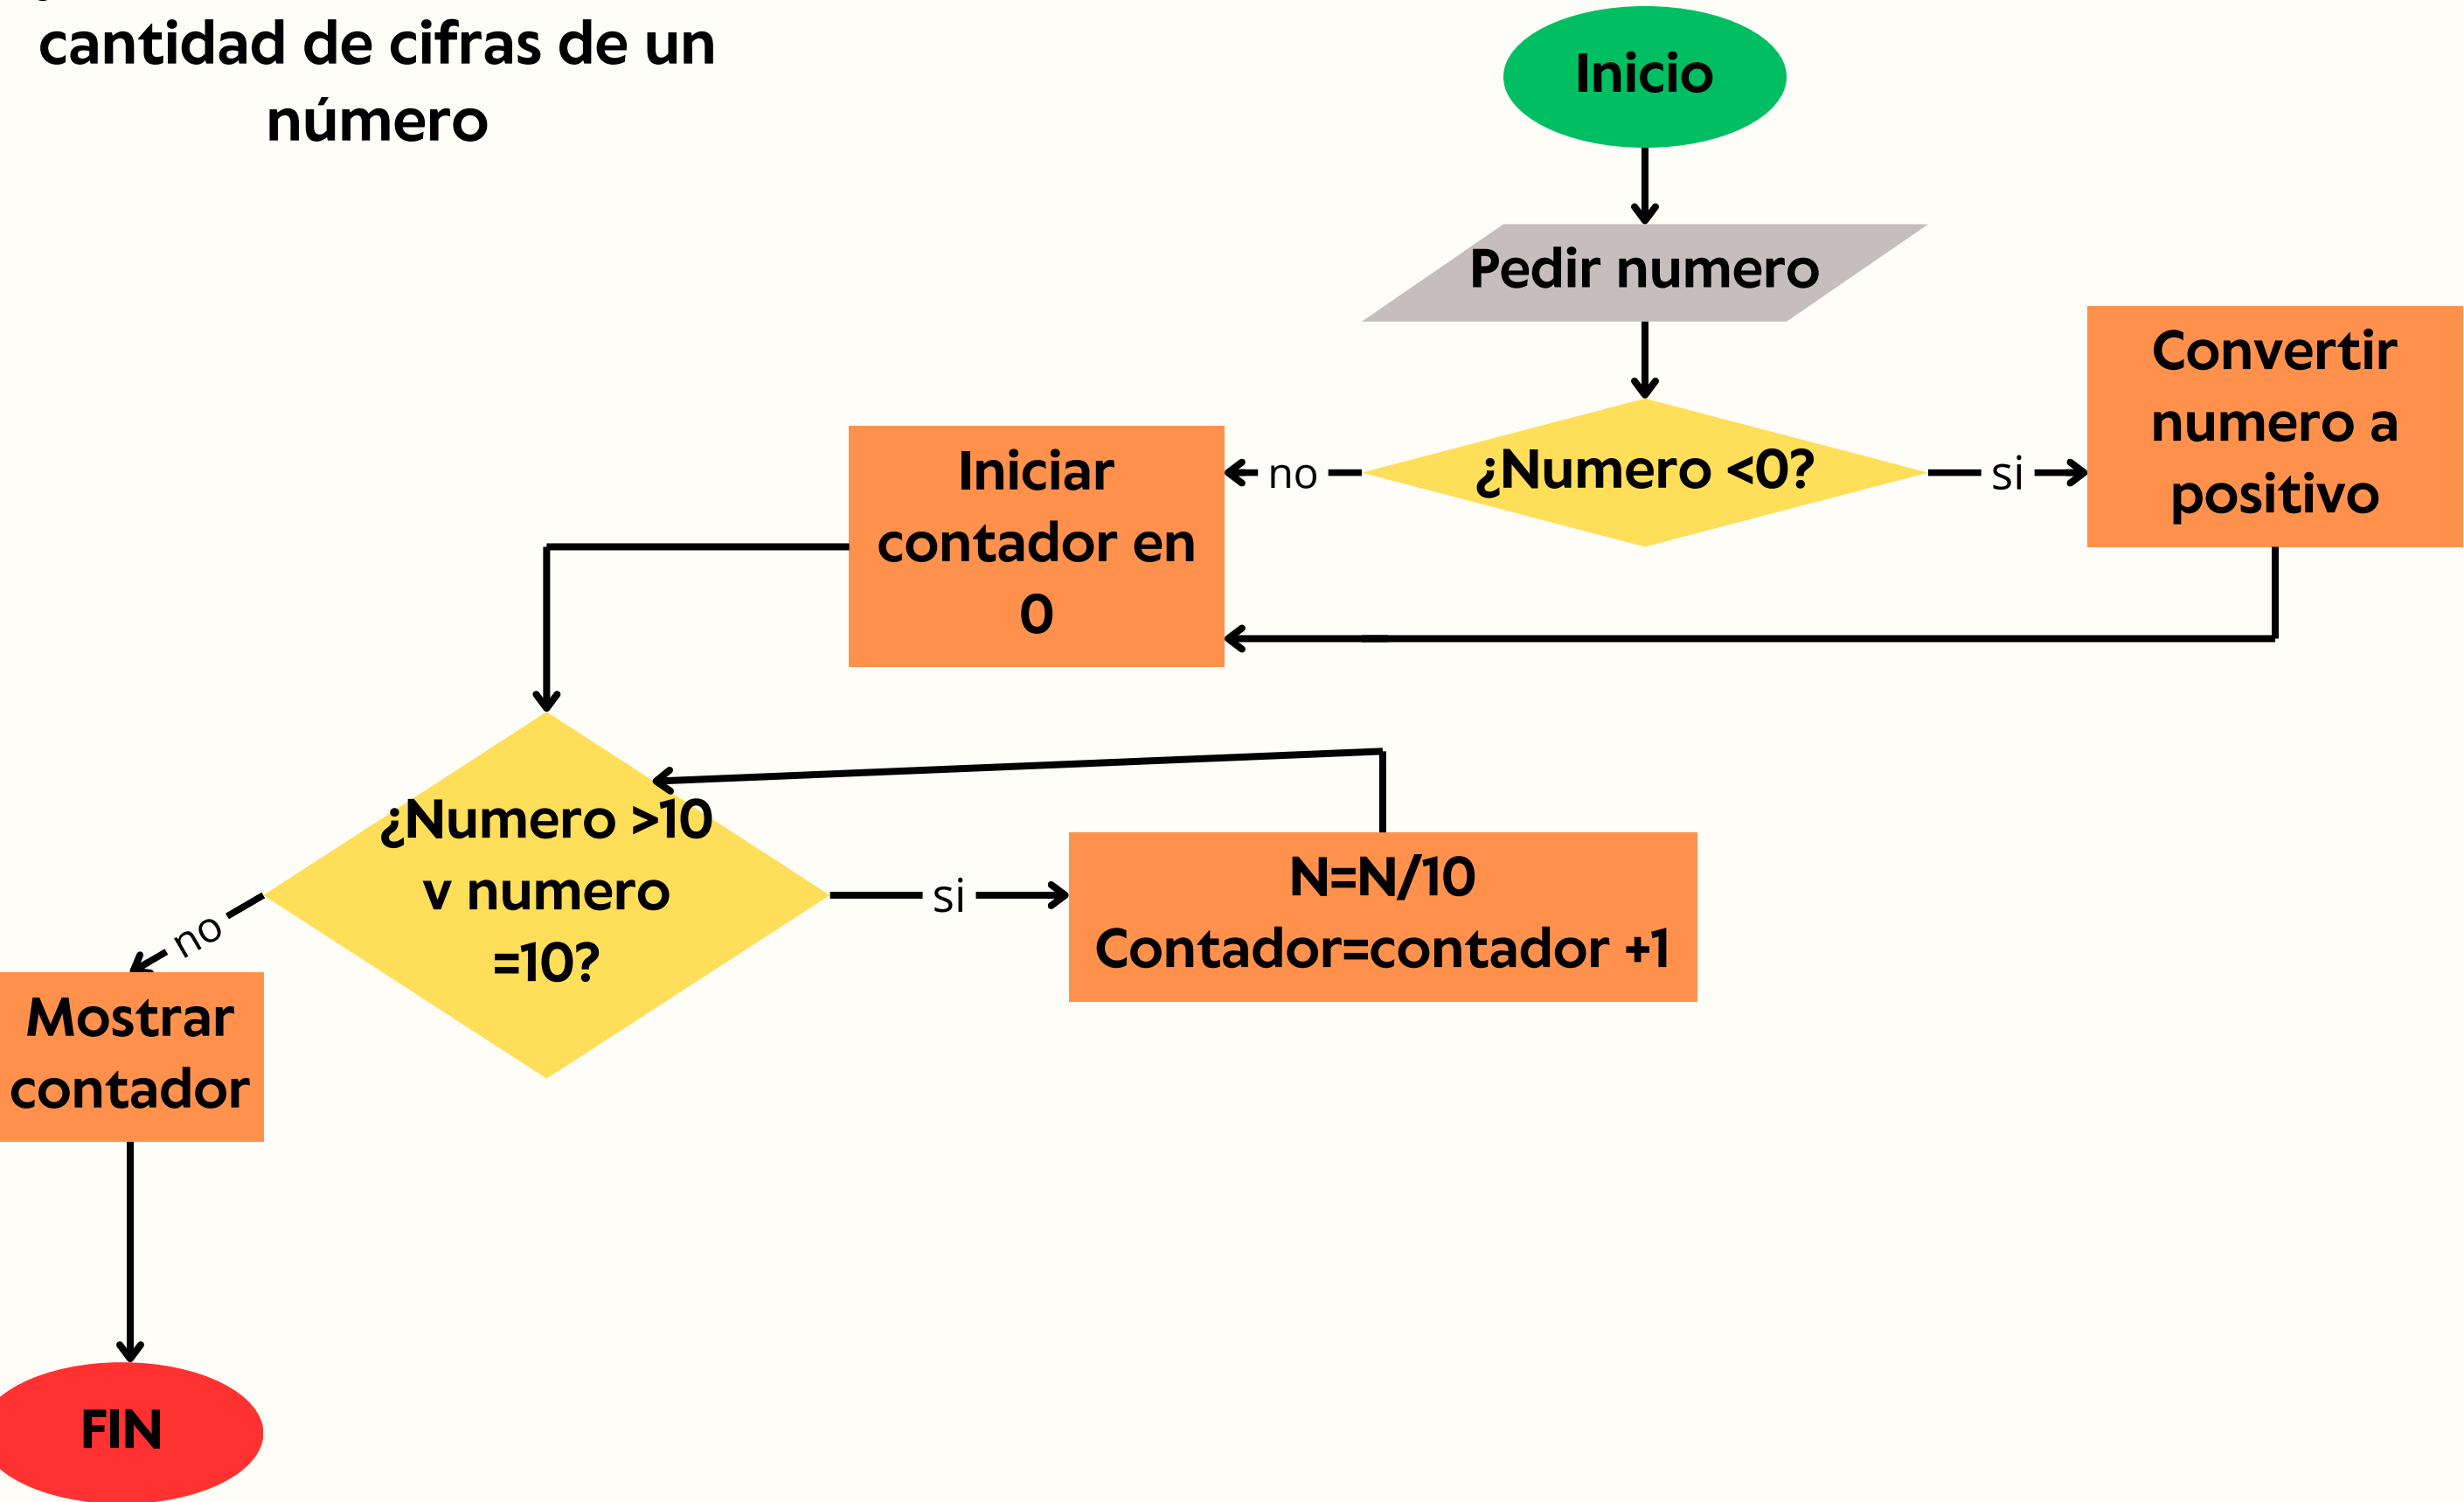 cantidad de cifras de un
número
Inicio
Pedir numero
¿Numero <0?
no
si
Convertir
numero a
positivo
Iniciar
contador en
0
¿Numero >10
v numero
=10?
si
N=N/10
Contador=contador +1
no
Mostrar
contador
FIN